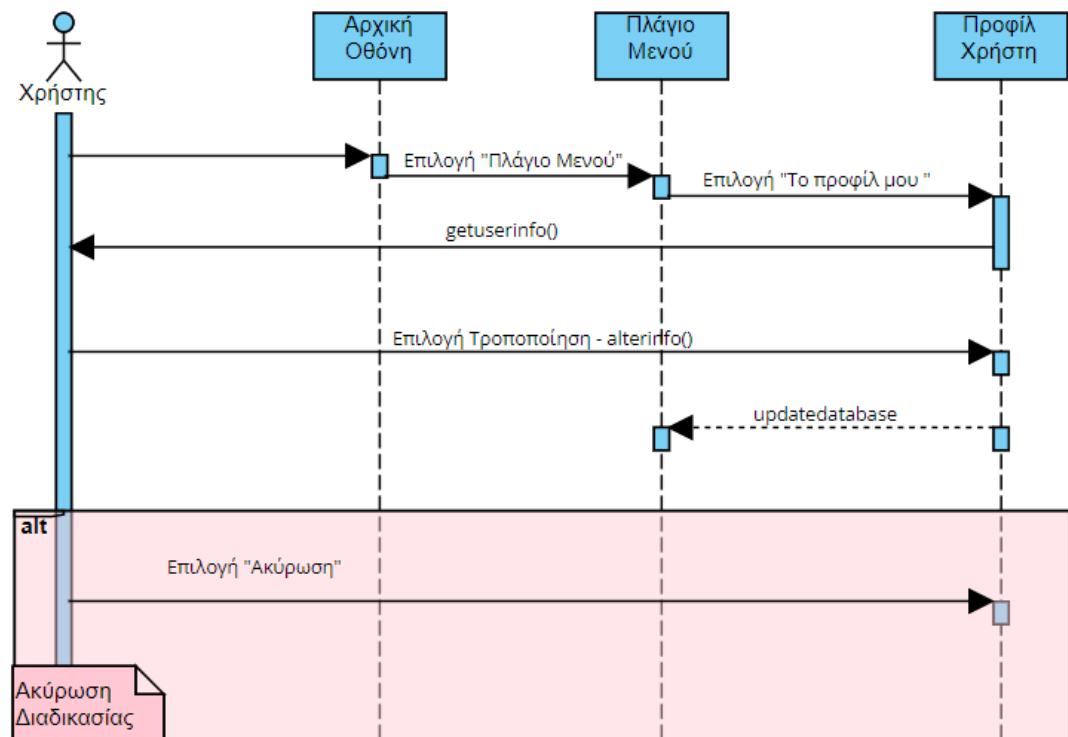 Αρχική
Οθόνη
Πλάγιο
Μενού
Προφίλ
Χρήστη
Χρήστης
Επιλογή "Πλάγιο Μενού"
Επιλογή "Το προφίλ μου "
getuserinfo()
Επιλογή Τροποποίηση - alterinfo()
updatedatabase
alt
Επιλογή "Ακύρωση"
Ακύρωση
Διαδικασίας